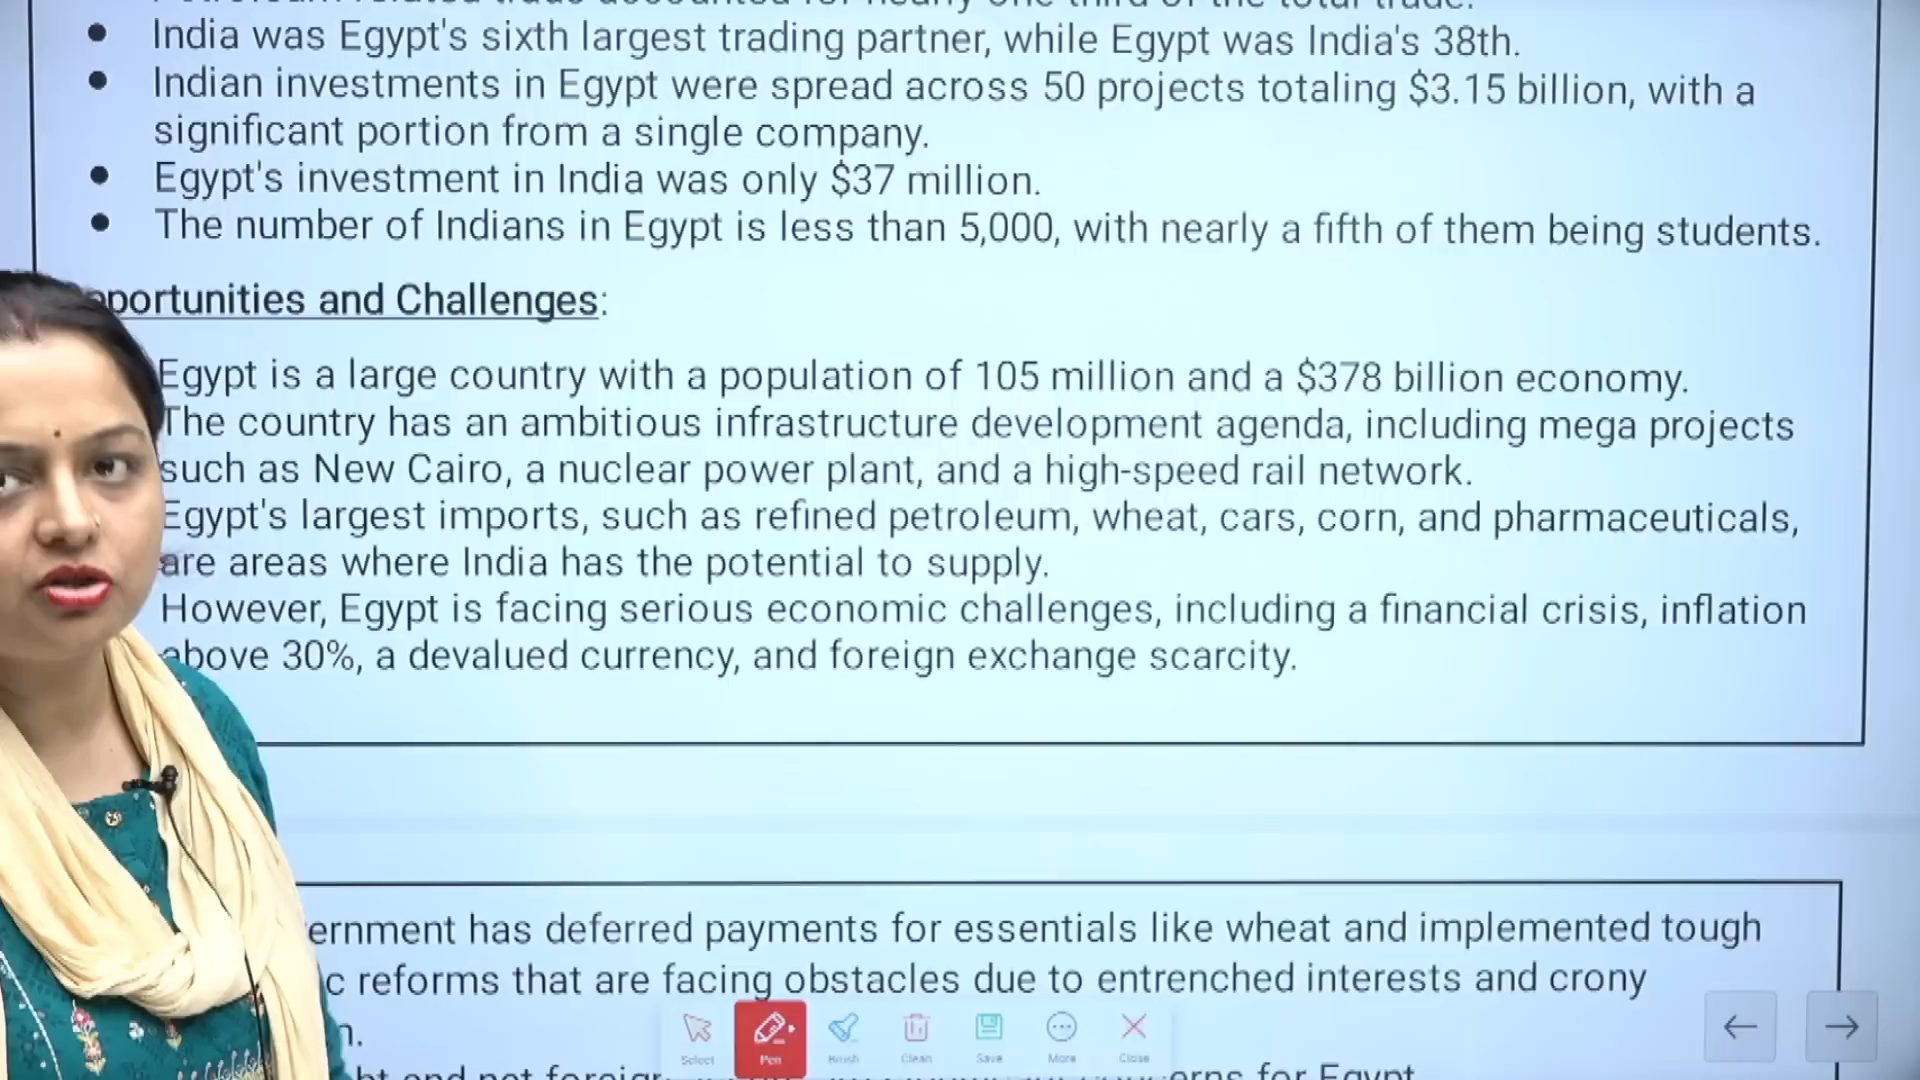 India was Egypt's sixth largest trading partner, while Egypt was India's 38th.
Indian investments in Egypt were spread across 50 projects totaling $3.15 billion, with a
significant portion from a single company.
Egypt's investment in India was only $37 million.
The number of Indians in Egypt is less than 5,000, with nearly a fifth of them being students.
portunities and Challenges:
Egypt is a large country with a population of 105 million and a $378 billion economy.
The country has an ambitious infrastructure development agenda, including mega projects
such as New Cairo, a nuclear power plant, and a high-speed rail network.
Egypt's largest imports, such as refined petroleum, wheat, cars, corn, and pharmaceuticals,
are areas where India has the potential to supply.
However, Egypt is facing serious economic challenges, including a financial crisis, inflation
above 30%, a devalued currency, and foreign exchange scarcity.
ernment has deferred payments for essentials like wheat and implemented tough
c reforms that are facing obstacles due to entrenched interests and crony
Select Pen Brush Clean Save More Close
for Egypt